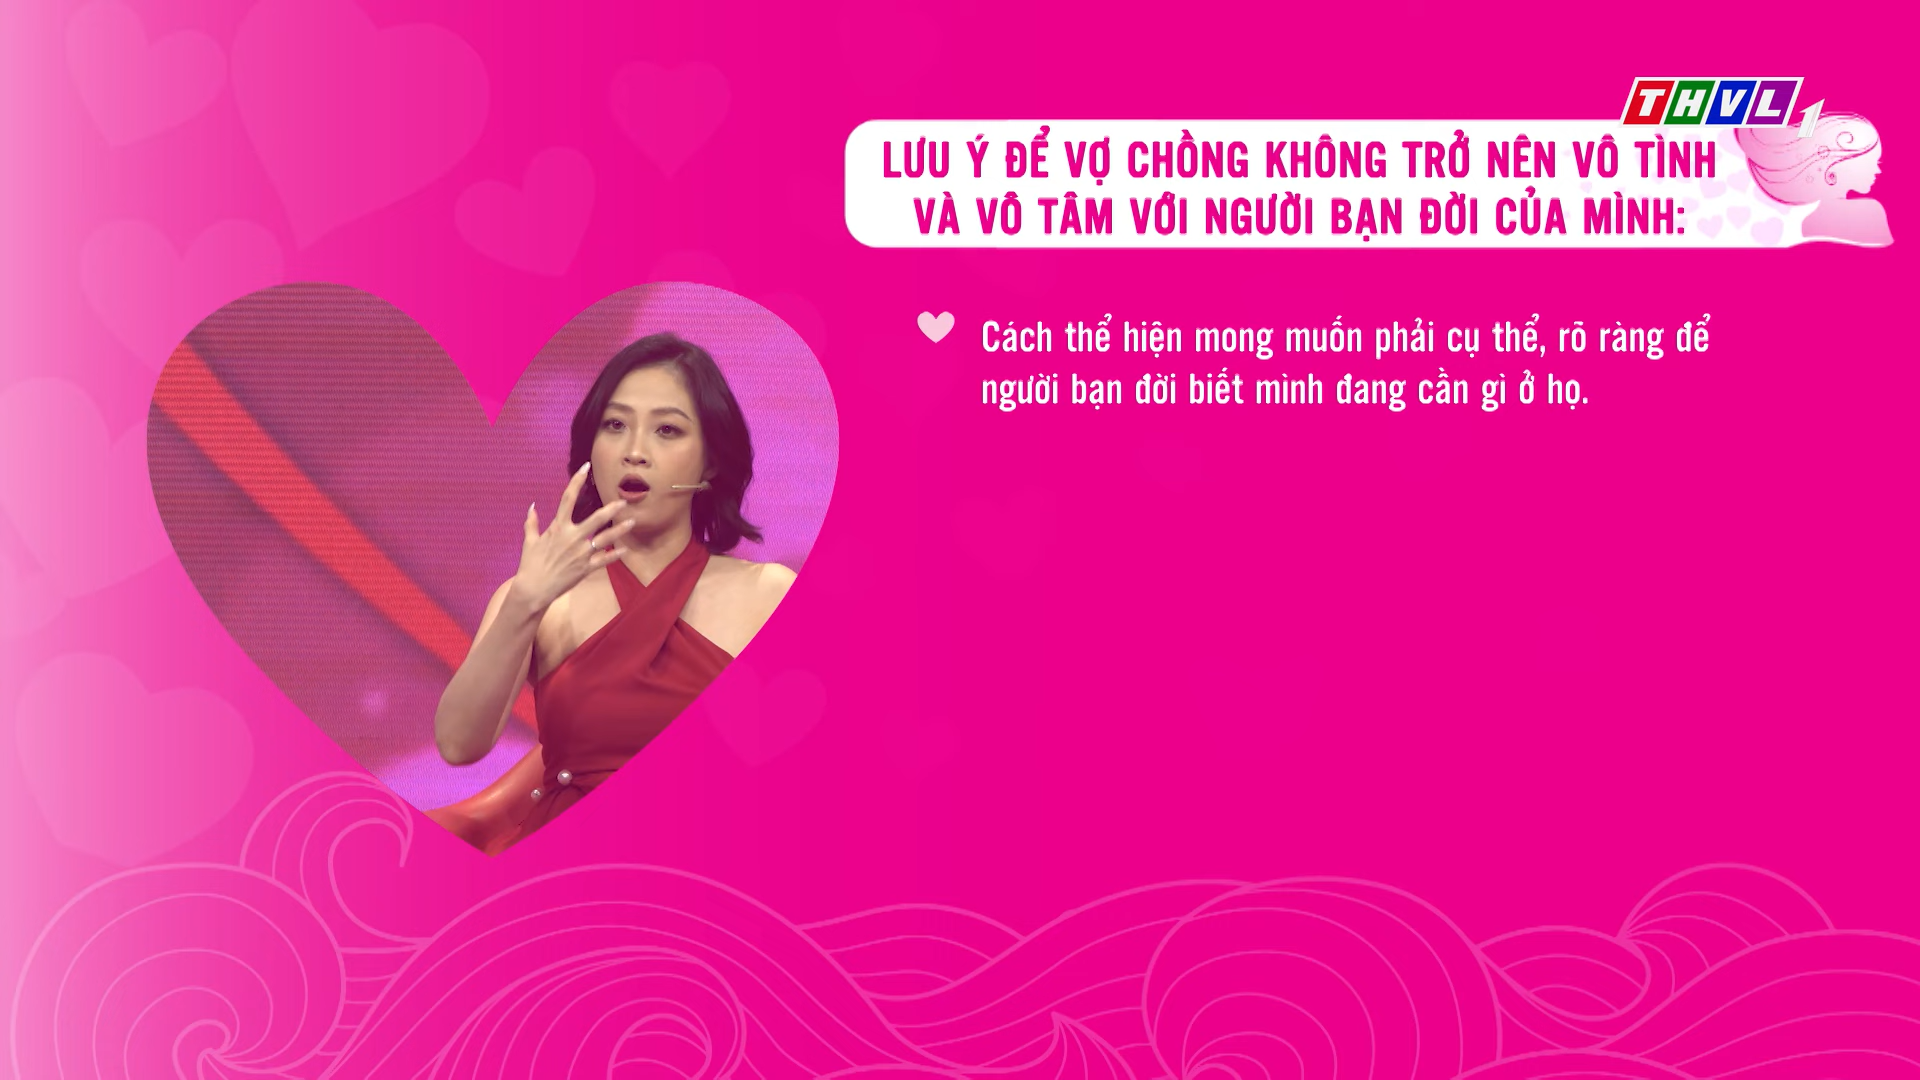 THVL1
LƯU Ý ĐỂ VỢ CHỒNG KHÔNG TRỞ NÊN VÔ TÌNH
VÀ VÔ TÂM VỚI NGƯỜI BẠN ĐỜI CỦA MÌNH:
Cách thể hiện mong muốn phải cụ thể, rõ ràng để
người bạn đời biết mình đang cần gì ở họ.